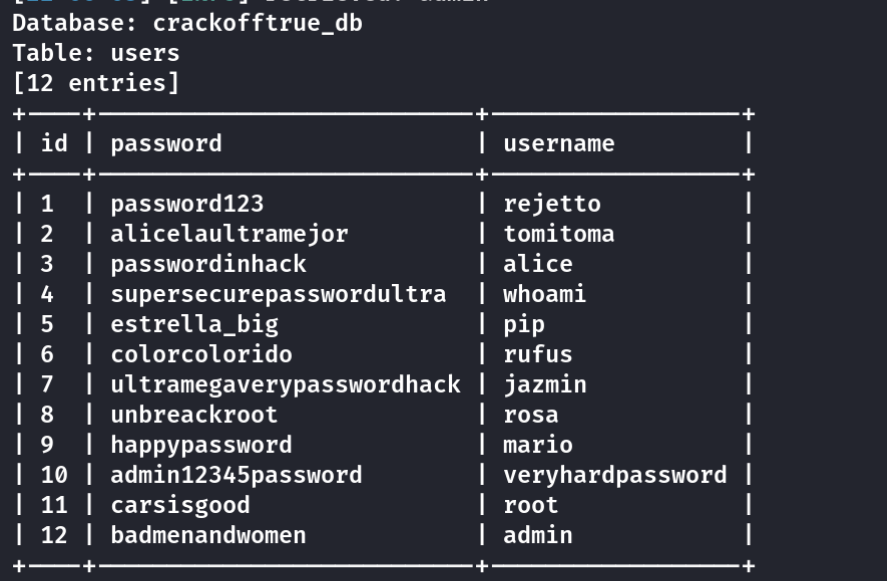 Database: crackofftrue_db
Table: users
[12 entries]
| id | password | username |
| 1 | password123 | rejetto |
| 2 | alicelaultramejor | tomitoma |
| 3 | passwordinhack | alice |
| 4 | supersecurepasswordultra | whoami |
| 5 | estrella_big | pip |
| 6 | colorcolorido | rufus |
| 7 | ultramegaverypasswordhack | jazmin |
| 8 | unbreackroot | rosa |
| 9 | happypassword | mario |
| 10 | admin12345password | veryhardpassword |
| 11 | carsisgood | root |
| 12 | badmenandwomen | admin |